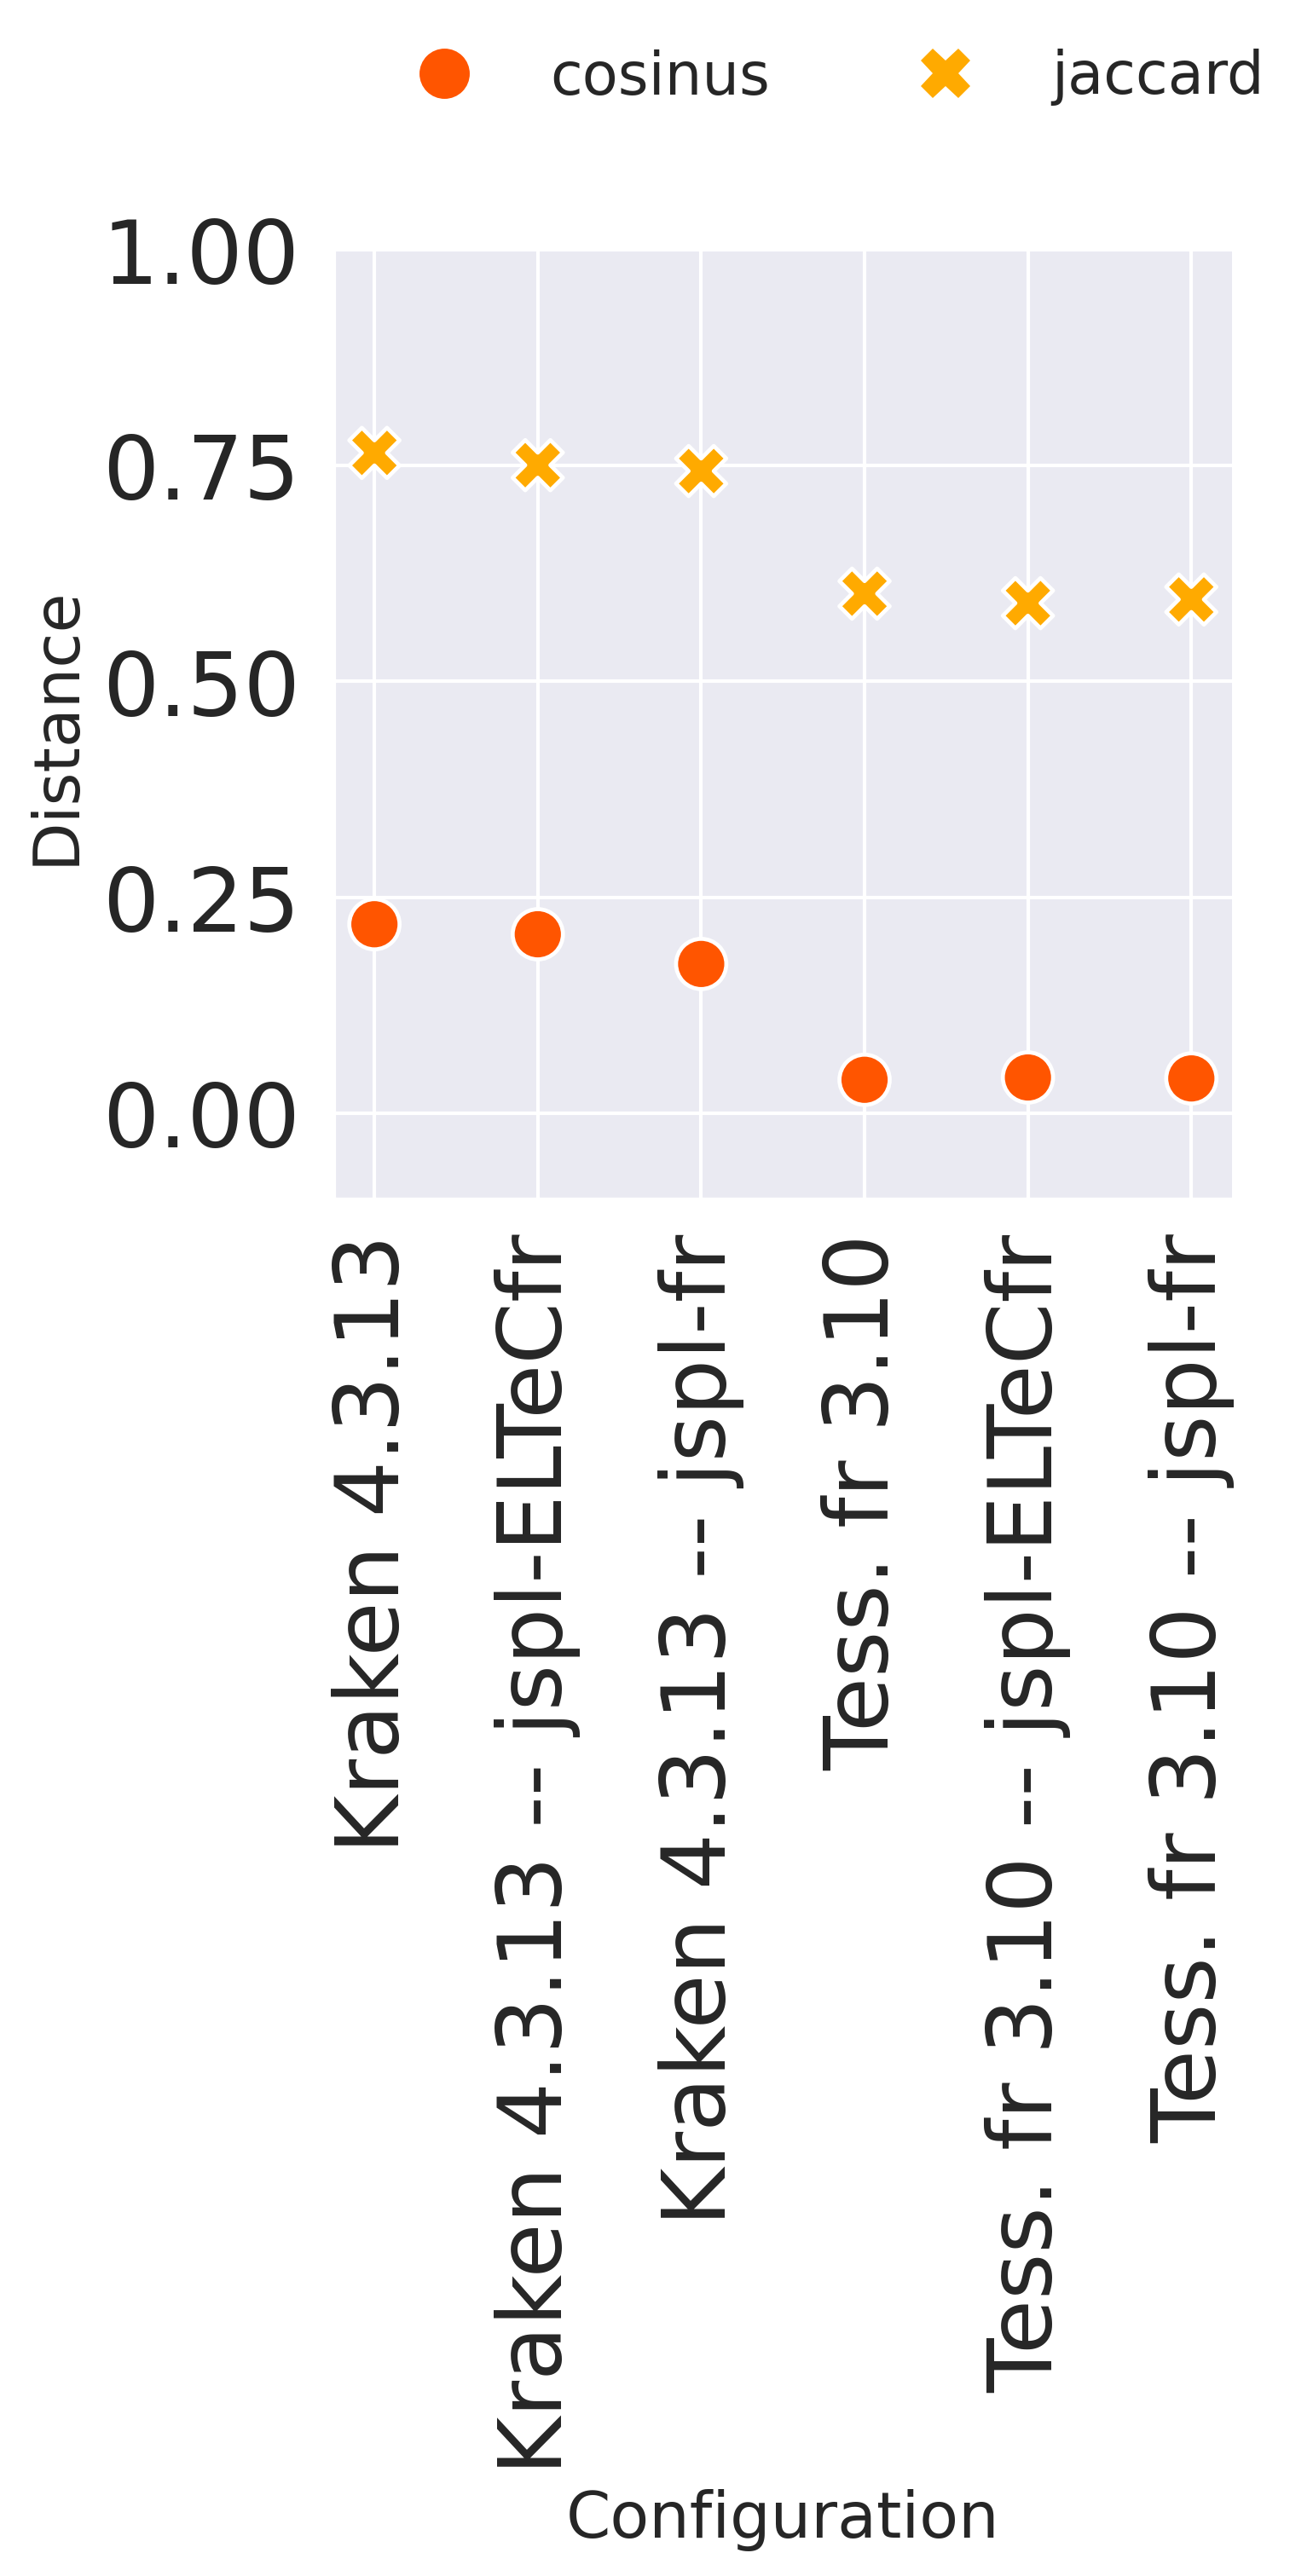 cosinus jaccard
1.00
0.75
0.50
0.25
0.00
Distance
Kraken 4.3.13
Kraken 4.3.13 -- jspl-ELTeCfr
Kraken 4.3.13 -- jspl-fr
Tess. fr 3.10
Tess. fr 3.10 -- jspl-ELTeCfr
Tess. fr 3.10 -- jspl-fr
Configuration